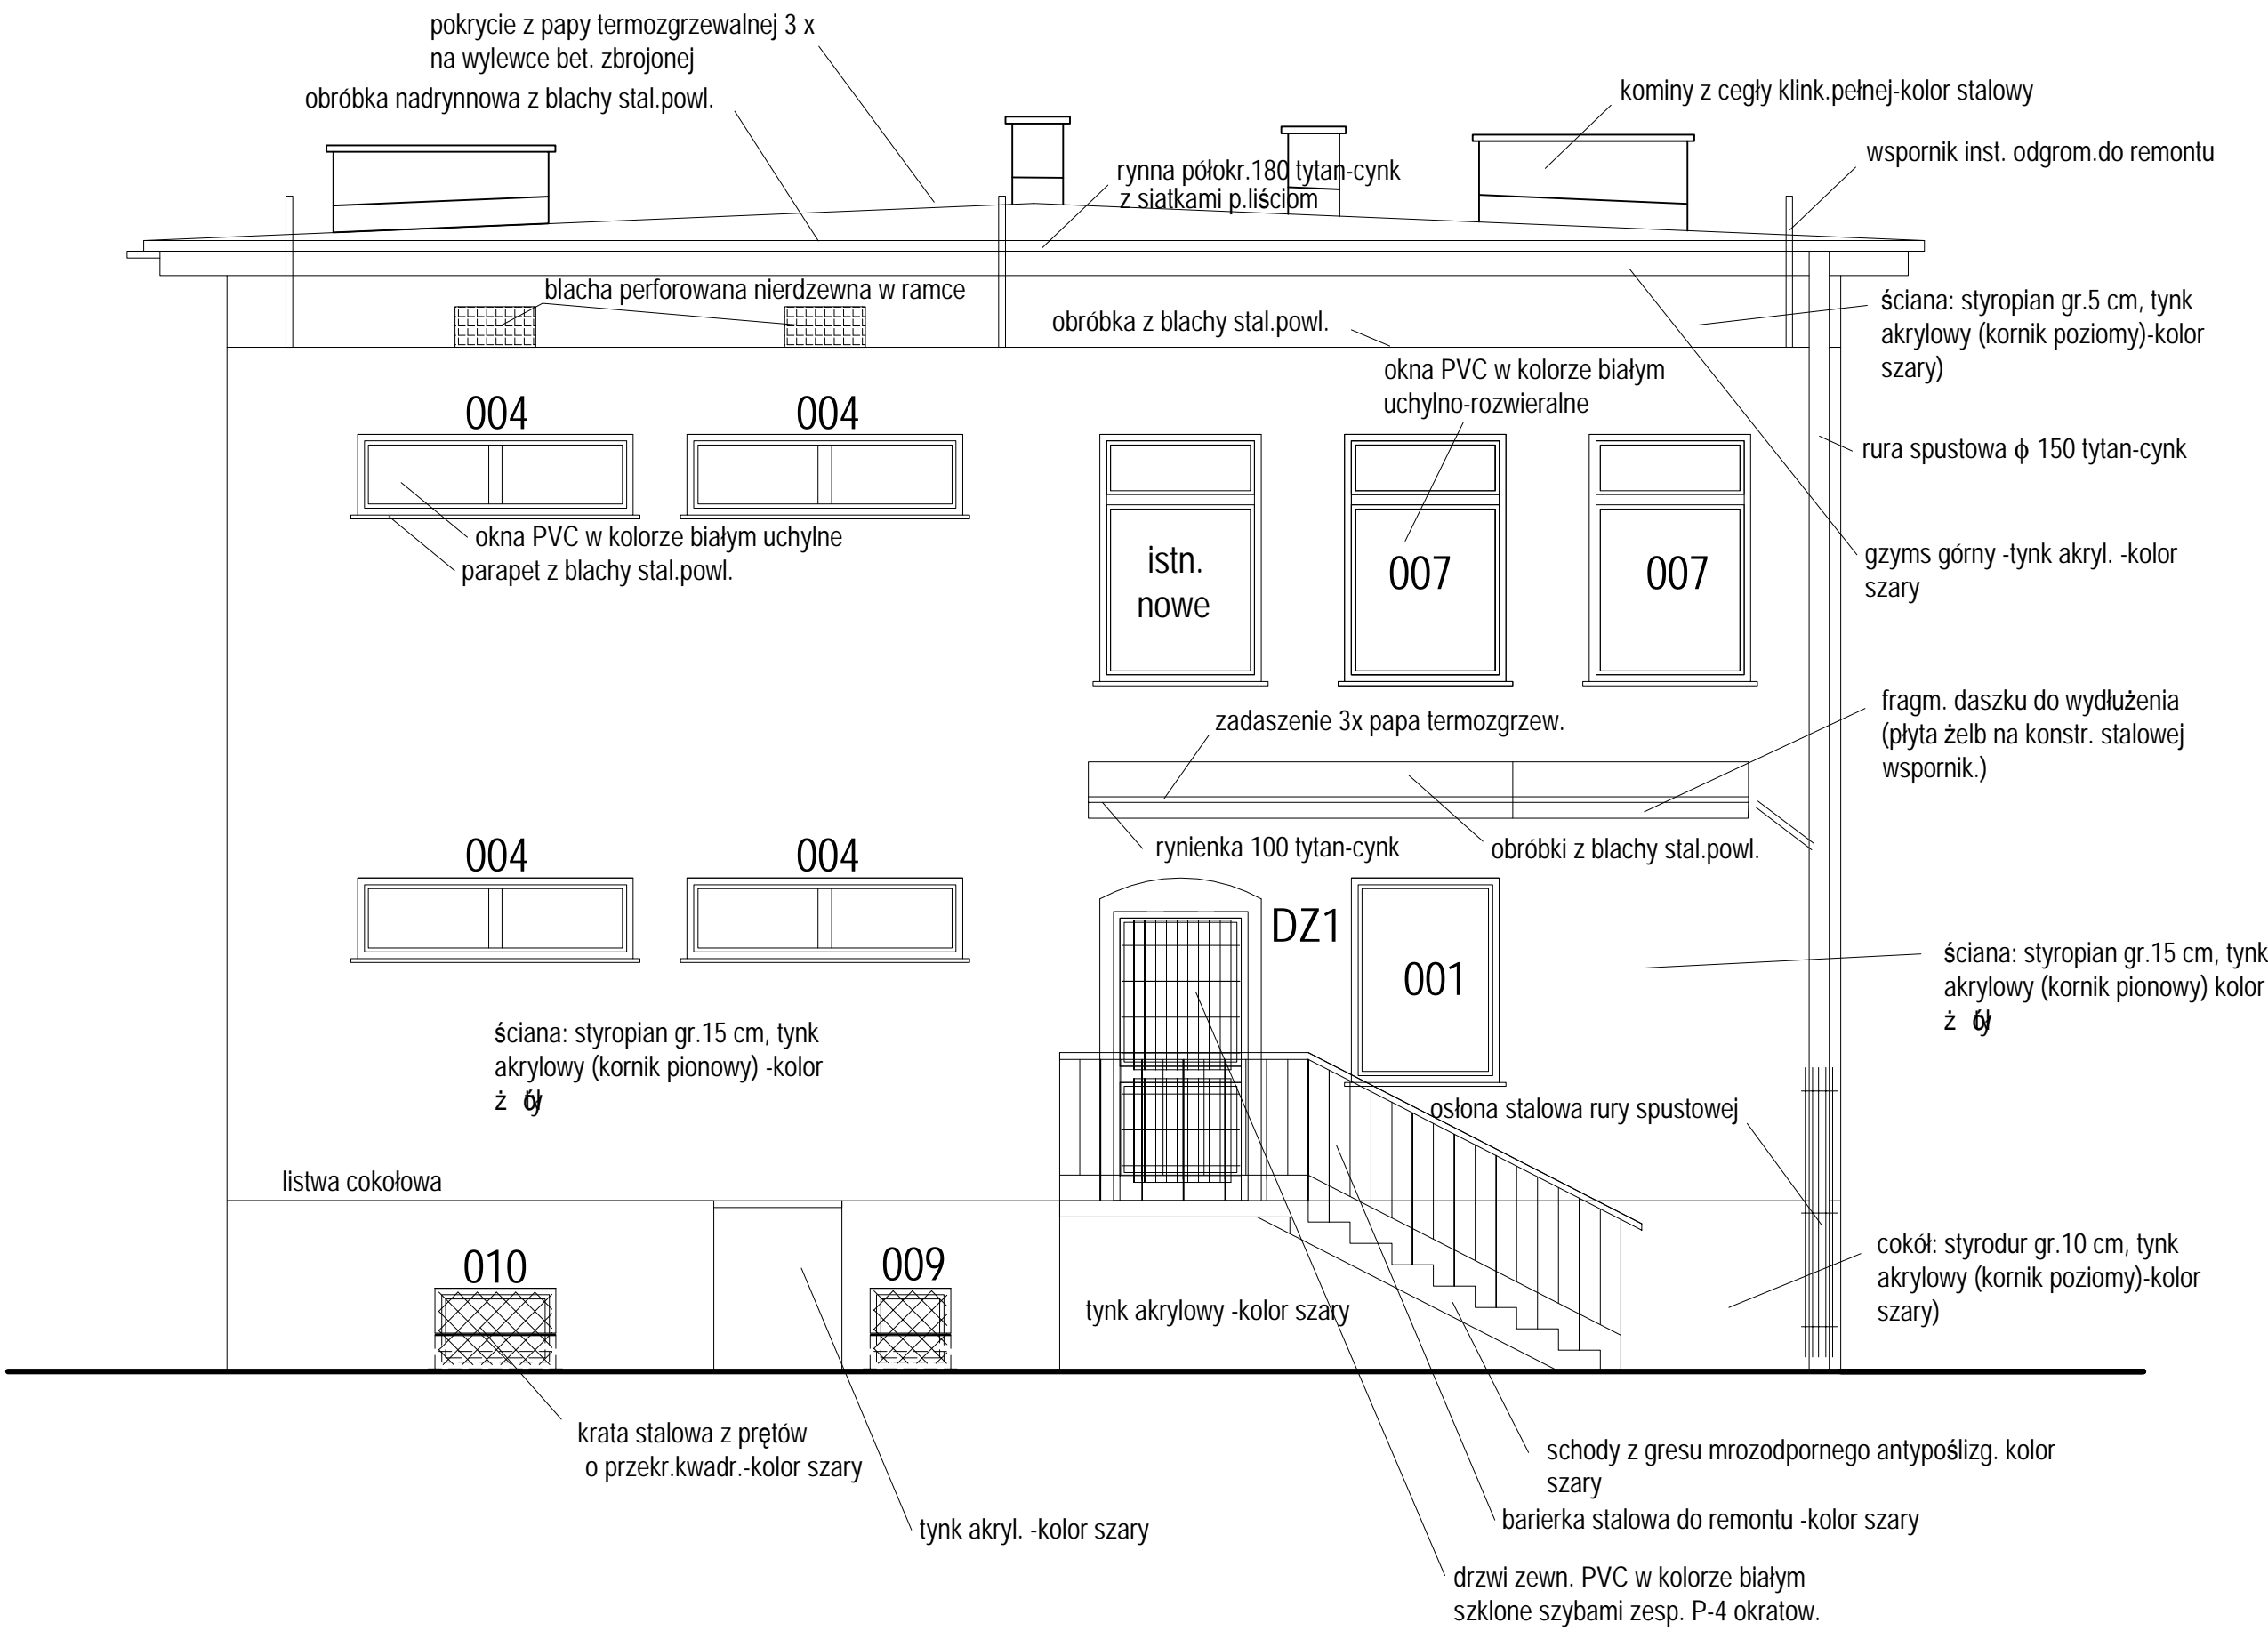 pokrycie z papy termozgrzewalnej 3 x
na wylewce bet. zbrojonej
obróbka nadrynnowa z blachy stal.powl.
kominy z cegły klink.pełnej-kolor stalowy
wspornik inst. odgrom.do remontu
rynna półokr.180 tytan-cynk
z siatkami p.liściom
blacha perforowana nierdzewna w ramce
obróbka z blachy stal.powl.
ściana: styropian gr.5 cm, tynk
akrylowy (kornik poziomy)-kolor
szary)
okna PVC w kolorze białym
uchylno-rozwieralne
004
004
rura spustowa ϕ 150 tytan-cynk
okna PVC w kolorze białym uchylne
parapet z blachy stal.powl.
istn.
nowe
007
007
gzyms górny -tynk akryl. -kolor
szary
fragm. daszku do wydłużenia
(płyta żelb na konstr. stalowej
wspornik.)
zadaszenie 3x papa termozgrzew.
rynienka 100 tytan-cynk
obróbki z blachy stal.powl.
004
004
DZ1
001
ściana: styropian gr.15 cm, tynk
akrylowy (kornik pionowy) kolor
żółty
ściana: styropian gr.15 cm, tynk
akrylowy (kornik pionowy) -kolor
żółty
osłona stalowa rury spustowej
listwa cokołowa
010
009
tynk akrylowy -kolor szary
cokół: styrodur gr.10 cm, tynk
akrylowy (kornik poziomy)-kolor
szary)
krata stalowa z prętów
o przekr.kwadr.-kolor szary
tynk akryl. -kolor szary
schody z gresu mrozodpornego antypoślizg. kolor
szary
barierka stalowa do remontu -kolor szary
drzwi zewn. PVC w kolorze białym
szklone szybami zesp. P-4 okratow.